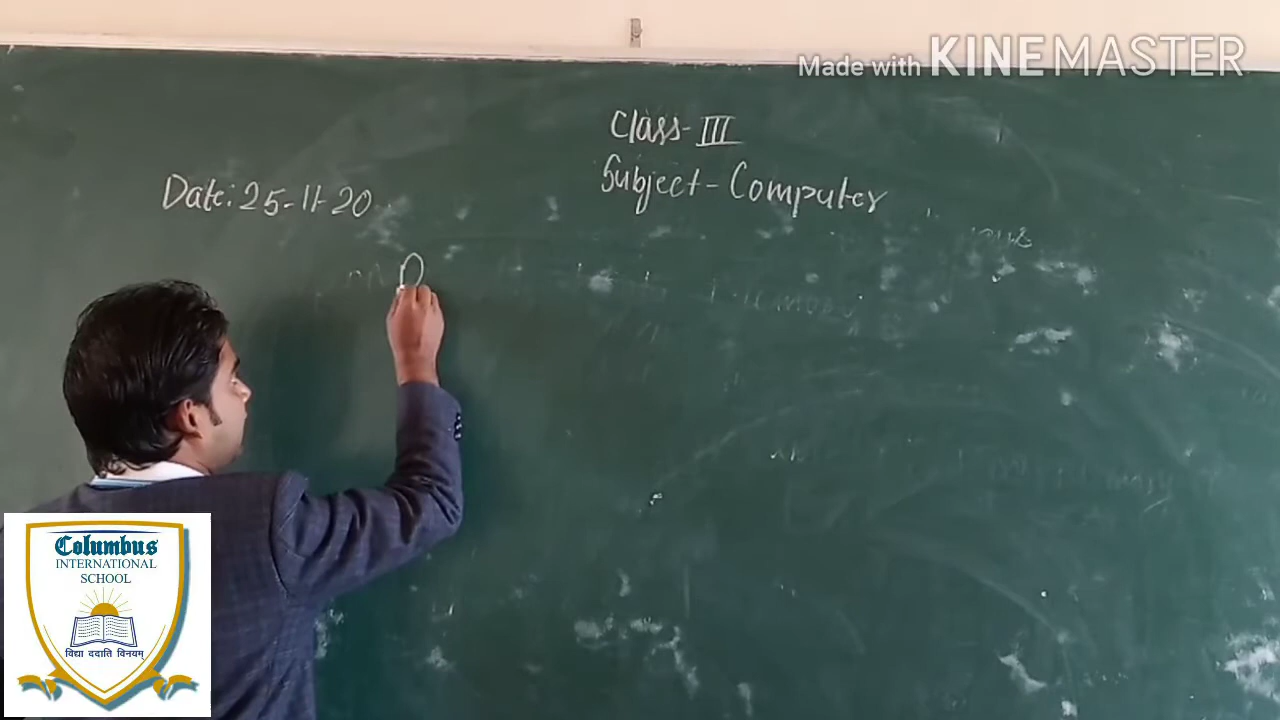 Made with KINEMASTER
Class-III
Subject-Computer
Date: 25-11-20
Columbus
INTERNATIONAL
SCHOOL
विद्या ददाति विनयम्